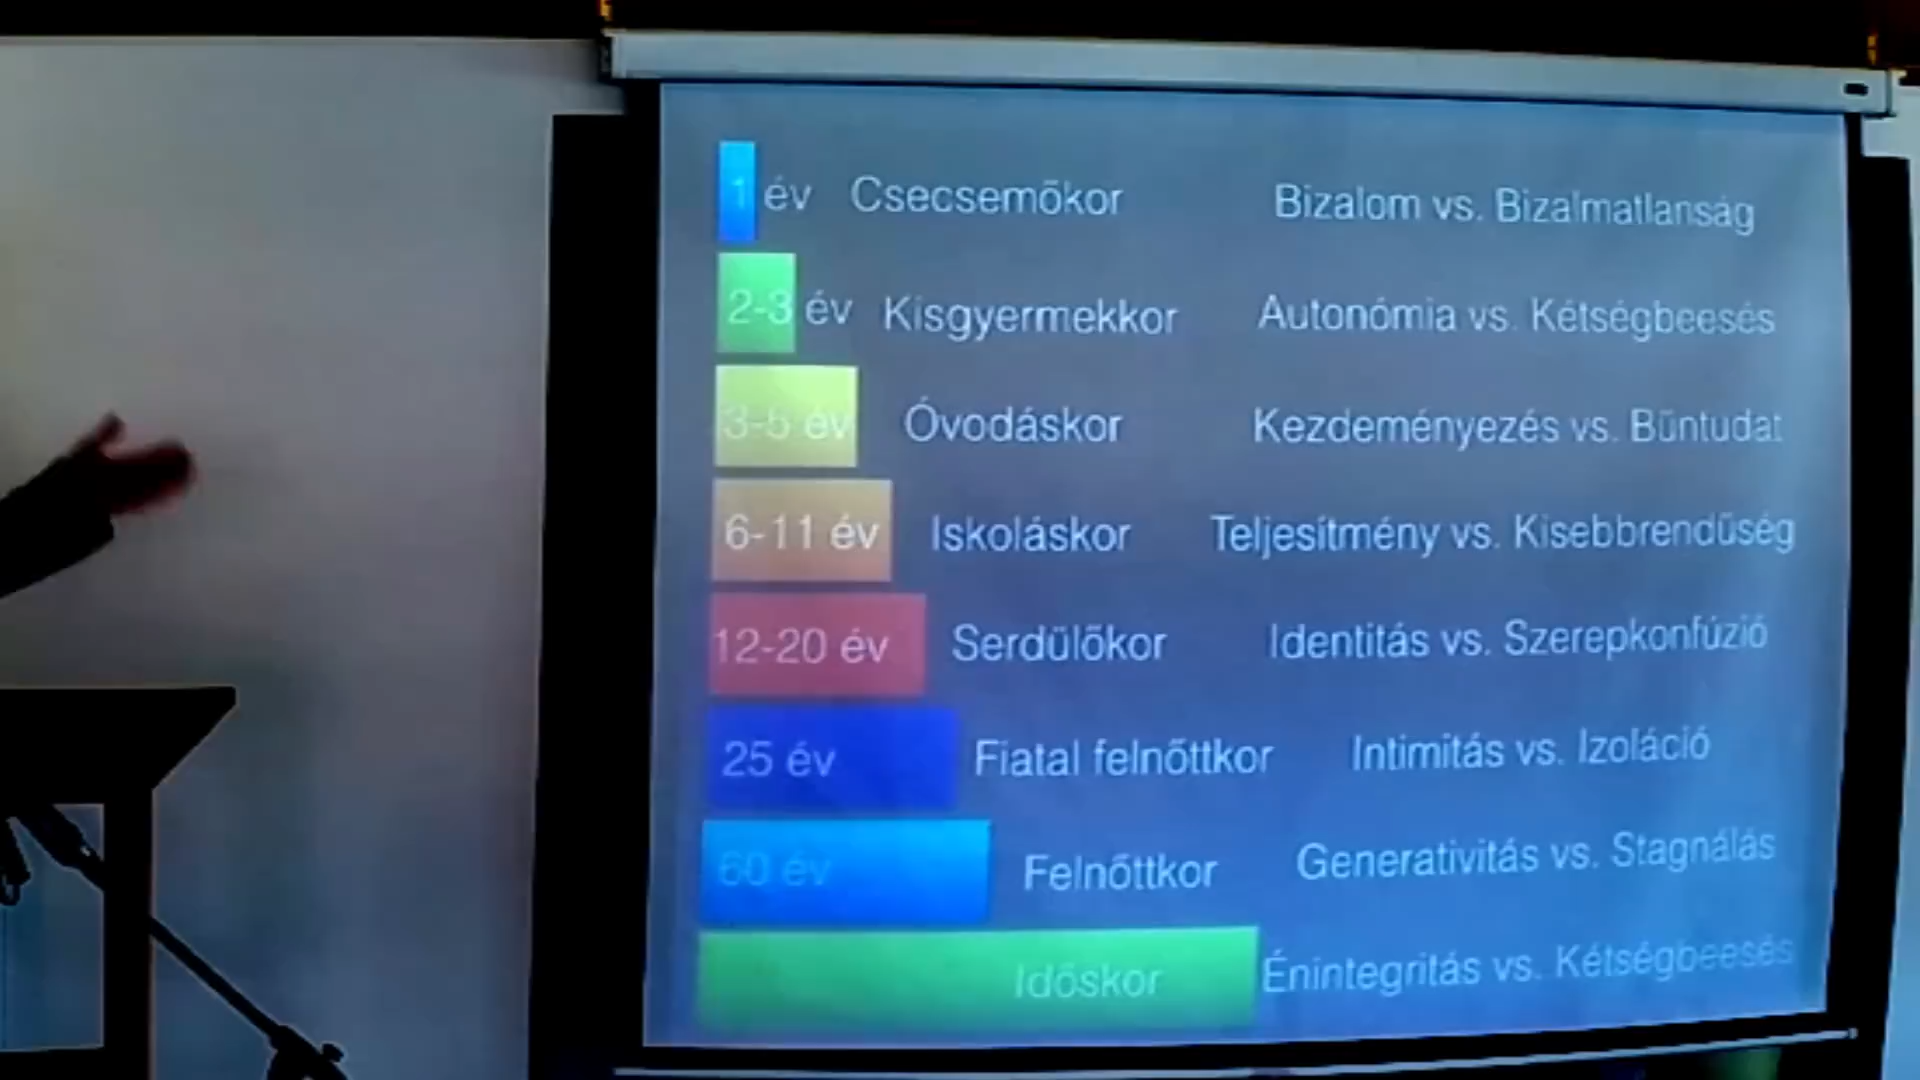 1 év Csecsemőkor Bizalom vs. Bizalmatlanság
2-3 év Kisgyermekkor Autonómia vs. Kétségbeesés
3-5 év Óvodáskor Kezdeményezés vs. Bűntudat
6-11 év Iskoláskor Teljesítmény vs. Kisebbrendűség
12-20 év Serdülőkor Identitás vs. Szerepkonfúzió
25 év Fiatal felnőttkor Intimitás vs. Izoláció
60 év Felnőttkor Generativitás vs. Stagnálás
Időskor Énintegritás vs. Kétségbeesés